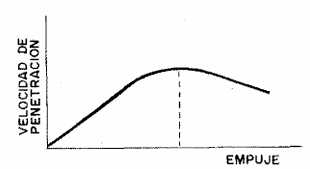 VELOCIDAD DE
PENETRACION
EMPUJE